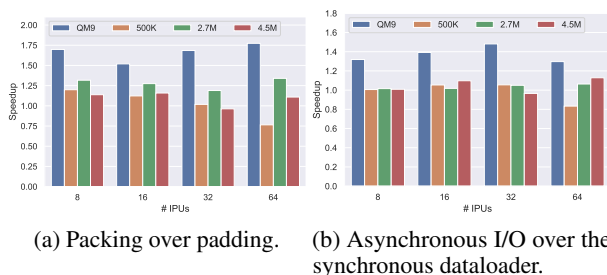 QM9 500K 2.7M 4.5M
2.00
1.75
1.50
1.25
1.00
0.75
0.50
0.25
0.00
Speedup
8 16 32 64
# IPUs
(a) Packing over padding.
QM9 500K 2.7M 4.5M
1.8
1.6
1.4
1.2
1.0
0.8
0.6
0.4
0.2
0.0
Speedup
8 16 32 64
# IPUs
(b) Asynchronous I/O over the
synchronous dataloader.